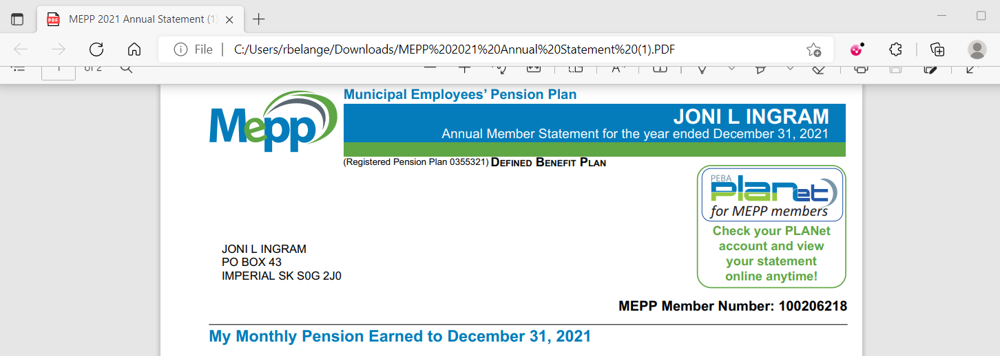 MEPP 2021 Annual Statement (1)
File
C:/Users/rbelange/Downloads/MEPP%202021%20Annual%20Statement%20(1).PDF
1 of 2
Municipal Employees' Pension Plan
Mepp
JONI L INGRAM
Annual Member Statement for the year ended December 31, 2021
(Registered Pension Plan 0355321) DEFINED BENEFIT PLAN
PEBA
planet
for MEPP members
Check your PLANet
account and view
your statement
online anytime!
JONI L INGRAM
PO BOX 43
IMPERIAL SK S0G 2J0
MEPP Member Number: 100206218
My Monthly Pension Earned to December 31, 2021